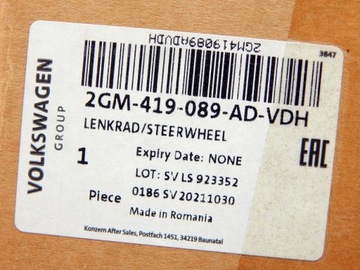 3847
2GM419089ADVDH
VOLKSWAGEN
GROUP
2GM-419-089-AD-VDH
LENKRAD/STEERWHEEL
1
Piece
Expiry Date: NONE
LOT: SV LS 923352
0186 SV 20211030
Made in Romania
EAC
Konzern After Sales, Postfach 1451, 34219 Baunatal